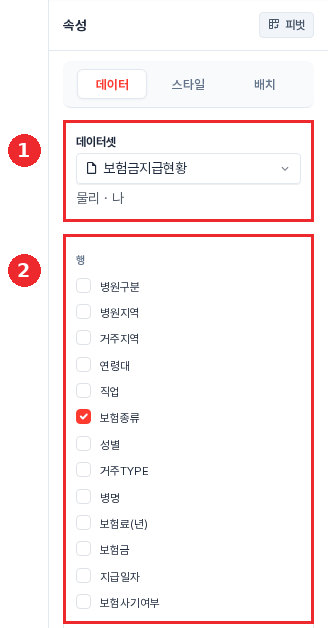 속성
피벗
데이터
스타일
배치
1
데이터셋
보험금지급현황
물리 · 나
2
행
병원구분
병원지역
거주지역
연령대
직업
보험종류
성별
거주TYPE
병명
보험료(년)
보험금
지급일자
보험사기여부